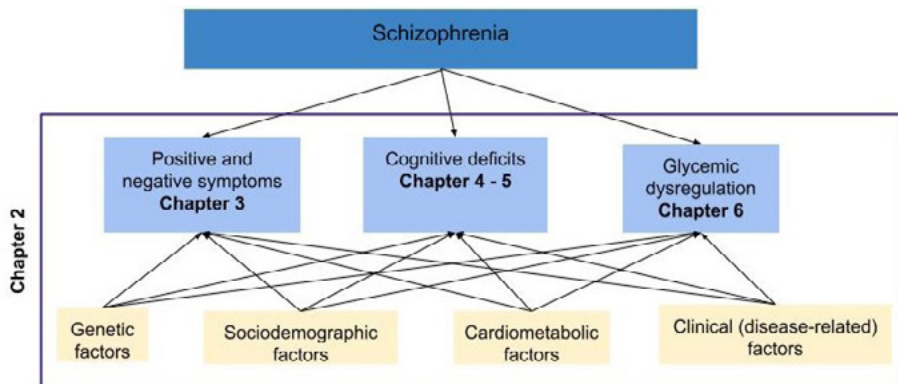 Schizophrenia
Positive and
negative symptoms
Chapter 3
Cognitive deficits
Chapter 4 - 5
Glycemic
dysregulation
Chapter 6
Chapter 2
Genetic
factors
Sociodemographic
factors
Cardiometabolic
factors
Clinical (disease-related)
factors